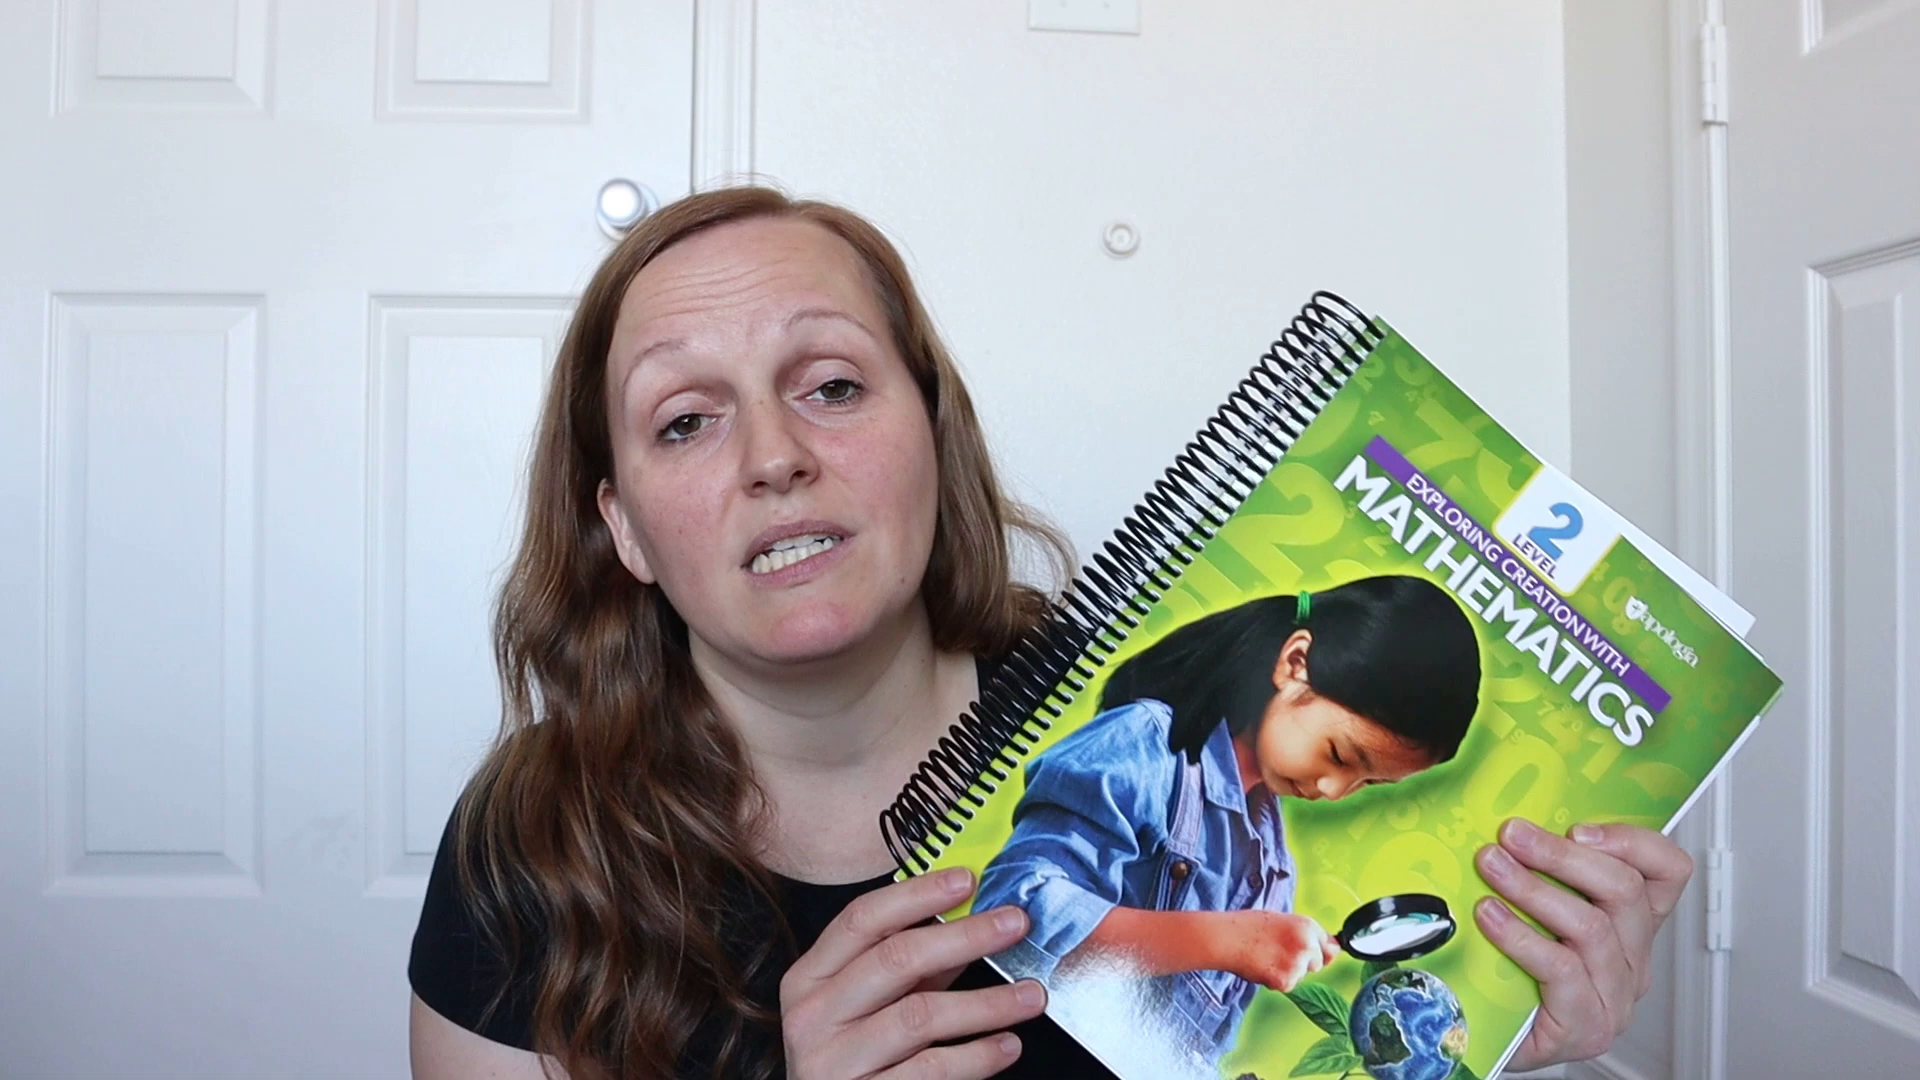 2
LEVEL
EXPLORING CREATION WITH
MATHEMATICS
apologia